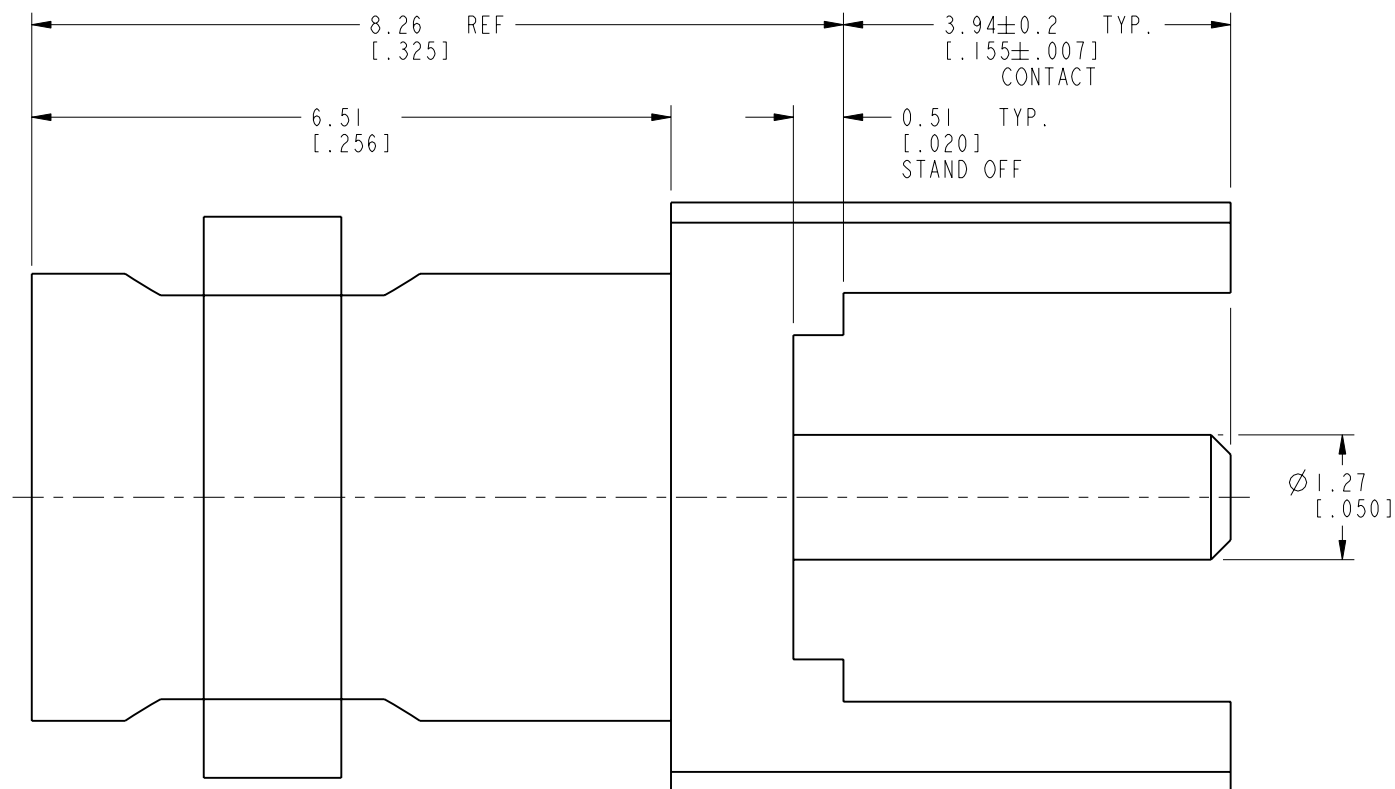 8.26 REF
[.325]
3.94±0.2 TYP.
[.155±.007]
CONTACT
6.51
[.256]
0.51 TYP.
[.020]
STAND OFF
Ø1.27
[.050]